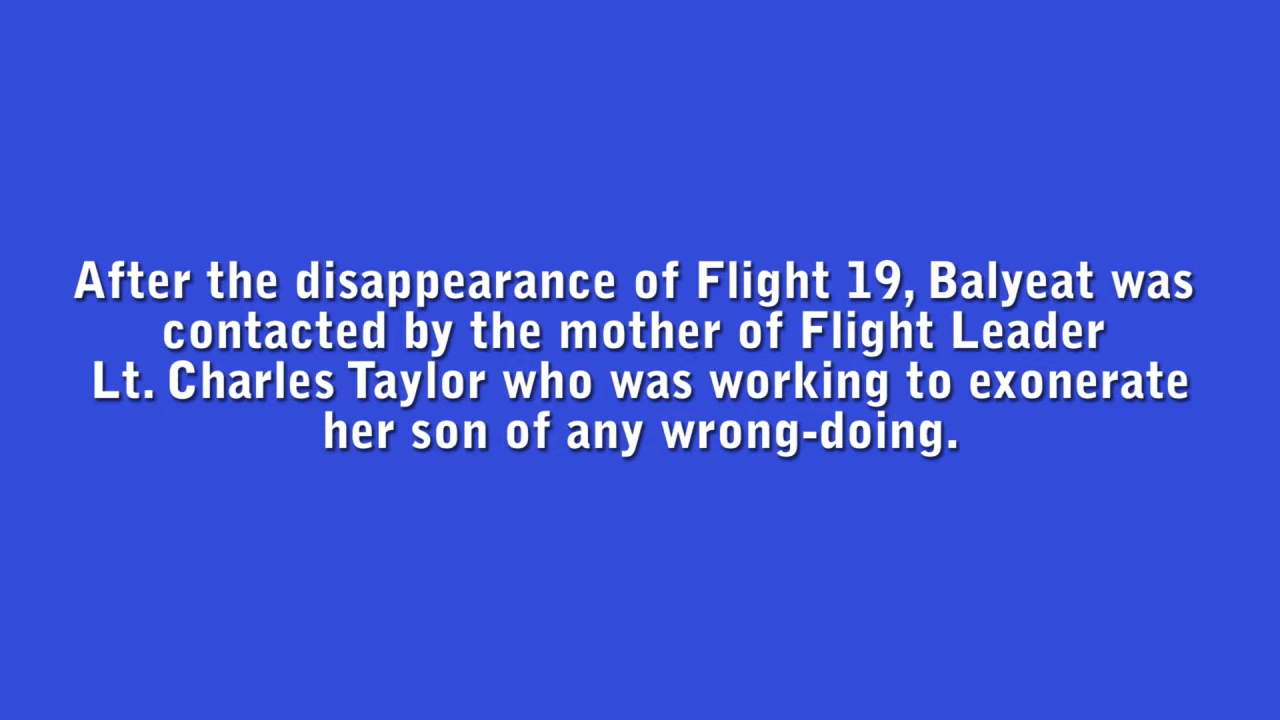 After the disappearance of Flight 19, Balyeat was
contacted by the mother of Flight Leader
Lt. Charles Taylor who was working to exonerate
her son of any wrong-doing.